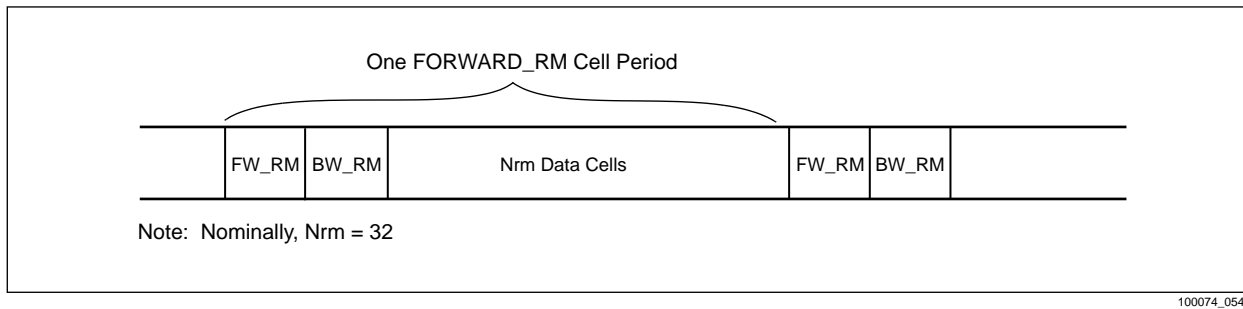 One FORWARD_RM Cell Period
FW_RM BW_RM Nrm Data Cells FW_RM BW_RM
Note: Nominally, Nrm = 32
100074_054